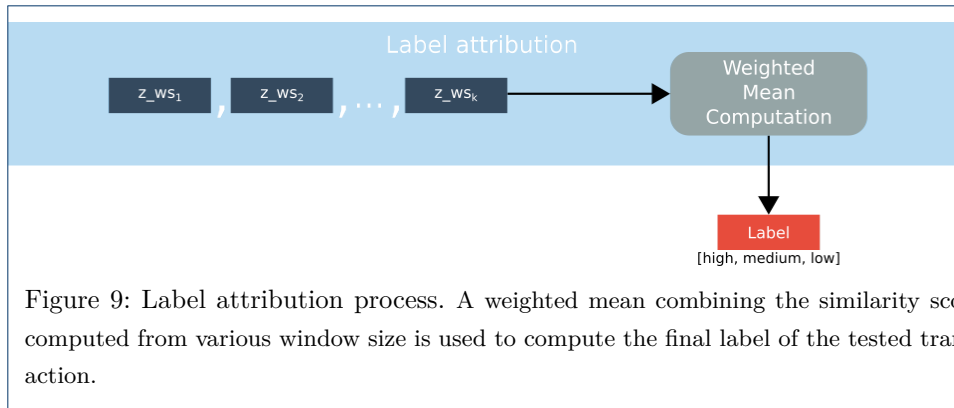 Label attribution
z_ws1 , z_ws2 ,..., z_wsk
Weighted
Mean
Computation
Label
[high, medium, low]
Figure 9: Label attribution process. A weighted mean combining the similarity sco
computed from various window size is used to compute the final label of the tested tran
action.